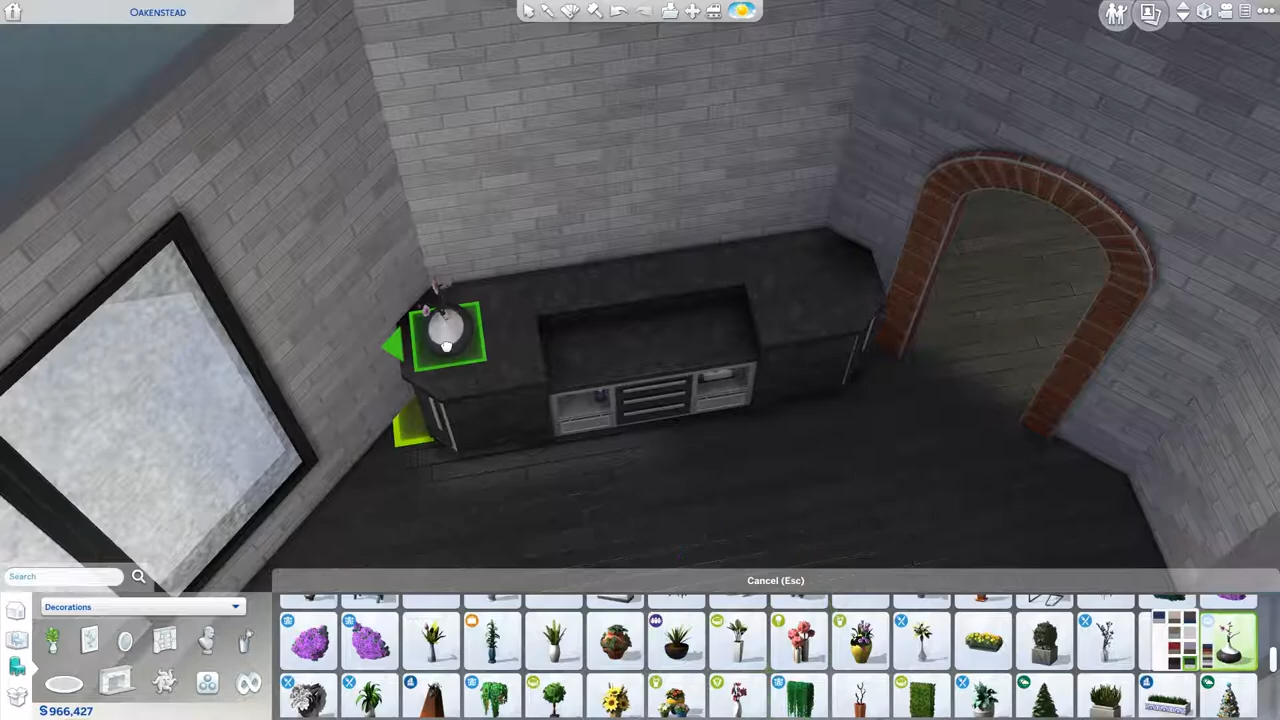 OAKENSTEAD
Cancel (Esc)
Search
Decorations
$966,427